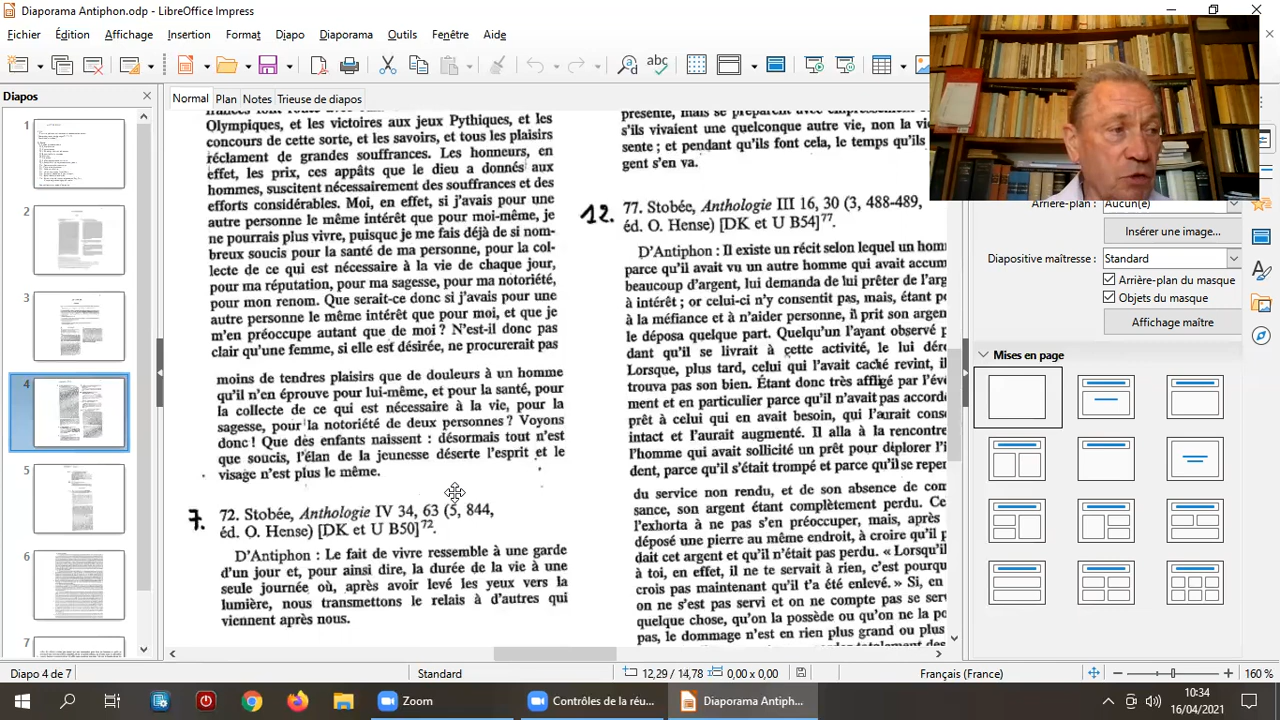 Diaporama Antiphon.odp - LibreOffice Impress
Fichier Édition Affichage Insertion Format Diapo Diaporama Outils Fenêtre Aide
Diapos
Normal Plan Notes Trieuse de diapos
1
2
3
4
5
6
7
Olympiques, et les victoires aux jeux Pythiques, et les
concours de cette sorte, et les savoirs, et tous les plaisirs
réclament de grandes souffrances. Les honneurs, en
effet, les prix, ces appâts que le dieu a donnés aux
hommes, suscitent nécessairement des souffrances et des
efforts considérables. Moi, en effet, si j'avais pour une
autre personne le même intérêt que pour moi-même, je
ne pourrais plus vivre, puisque je me fais déjà de si nom-
breux soucis pour la santé de ma personne, pour la col-
lecte de ce qui est nécessaire à la vie de chaque jour,
pour ma réputation, pour ma sagesse, pour ma notoriété,
pour mon renom. Que serait-ce donc si j'avais pour une
autre personne le même intérêt que pour moi, et que je
m'en préoccupe autant que de moi ? N'est-il donc pas
clair qu'une femme, si elle est désirée, ne procurerait pas
moins de tendres plaisirs que de douleurs à un homme
qu'il n'en éprouve pour lui-même, et pour la santé, pour
la collecte de ce qui est nécessaire à la vie, pour la
sagesse, pour la notoriété de deux personnes ? Voyons
donc ! Que des enfants naissent : désormais tout n'est
que soucis, l'élan de la jeunesse déserte l'esprit et le
visage n'est plus le même.
7. 72. Stobée, Anthologie IV 34, 63 (5, 844,
éd. O. Hense) [DK et U B50]72.
D'Antiphon : Le fait de vivre ressemble à une garde
d'un jour et, pour ainsi dire, la durée de la vie à une
seule journée où, après avoir levé les yeux vers la
lumière, nous transmettons le relais à d'autres qui
viennent après nous.
présente, mais se préparent avec
s'ils vivaient une quelconque autre vie, non la vie
sente ; et pendant qu'ils font cela, le temps qu'ils
gent s'en va.
12. 77. Stobée, Anthologie III 16, 30 (3, 488-489,
éd. O. Hense) [DK et U B54]77.
D'Antiphon : Il existe un récit selon lequel un hom
parce qu'il avait vu un autre homme qui avait accum
beaucoup d'argent, lui demanda de lui prêter de l'arg
à intérêt ; or celui-ci n'y consentit pas, mais, étant po
à la méfiance et à n'aider personne, il prit son argen
le déposa quelque part. Quelqu'un l'ayant observé p
dant qu'il se livrait à cette activité, le lui déro
Lorsque, plus tard, celui qui l'avait caché revint, il
trouva pas son bien. Étant donc très affligé par l'évé
ment et en particulier parce qu'il n'avait pas accord
prêt à celui qui en avait besoin, qui l'aurait cons
intact et l'aurait augmenté. Il alla à la rencontre
l'homme qui avait sollicité un prêt pour déplorer l'i
dent, parce qu'il s'était trompé et parce qu'il se reper
du service non rendu, et de son absence de com
sance, son argent étant complètement perdu. Ce
l'exhorta à ne pas s'en préoccuper, mais, après
déposé une pierre au même endroit, à croire qu'il p
dait cet argent et qu'il n'était pas perdu. « Lorsqu'il
à toi, en effet, il ne te servait à rien, c'est pourqu
crois pas maintenant qu'il t'a été enlevé. » Si, en
on ne s'est pas servi et on ne compte pas se serv
quelque chose, qu'on la possède ou qu'on ne la po
pas, le dommage n'est en rien plus grand ou plus
Arrière-plan : Aucun(e)
Insérer une image...
Diapositive maîtresse : Standard
Arrière-plan du masque
Objets du masque
Affichage maître
Mises en page
Diapo 4 de 7 Standard 12,29 / 14,78 0,00 x 0,00 Français (France) 160 %
Zoom Contrôles de la réu... Diaporama Antiphon... 10:34
16/04/2021